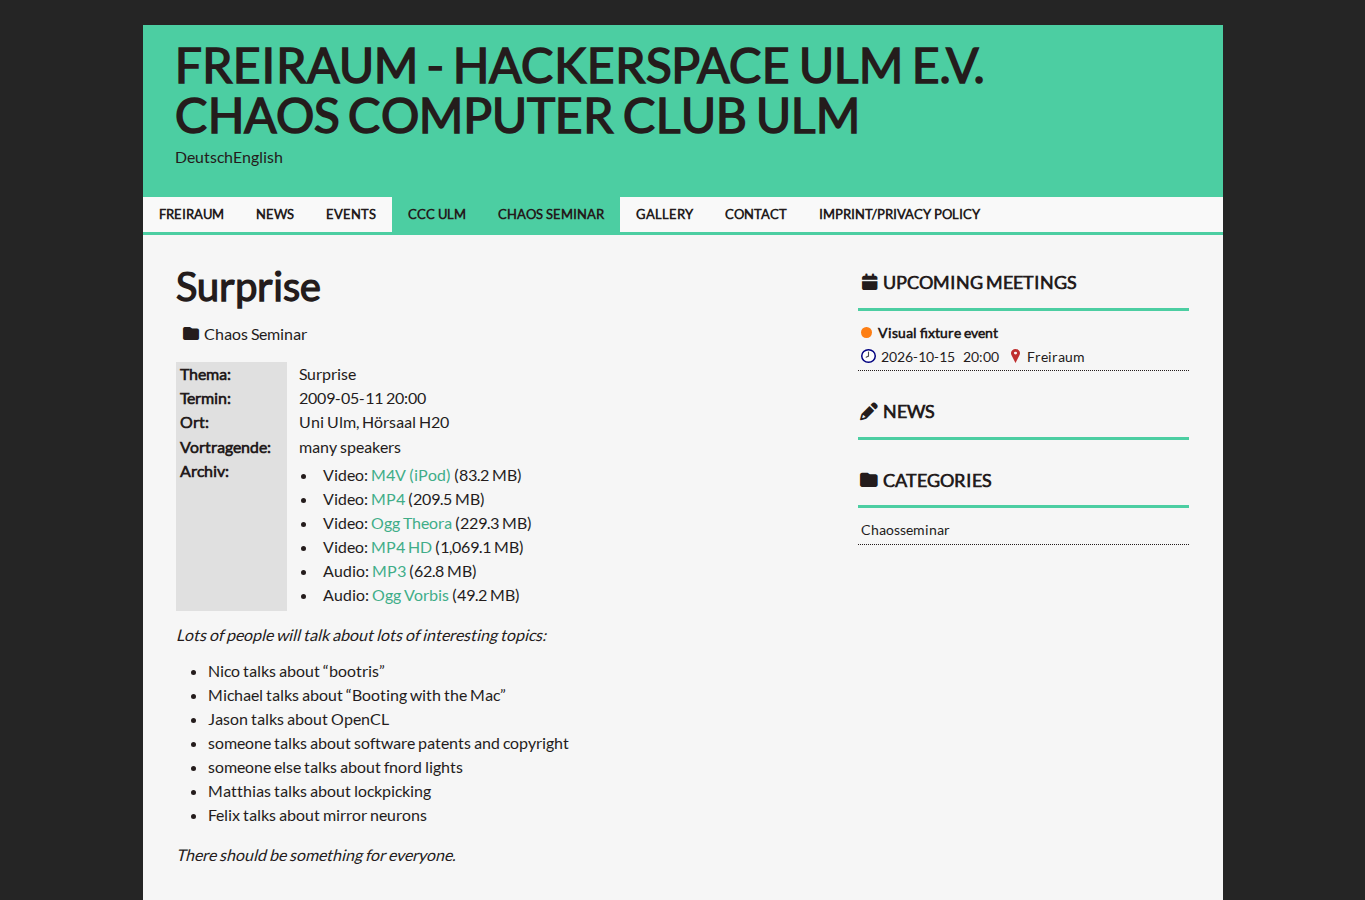 FREIRAUM - HACKERSPACE ULM E.V.
CHAOS COMPUTER CLUB ULM
DeutschEnglish
FREIRAUM NEWS EVENTS CCC ULM CHAOS SEMINAR GALLERY CONTACT IMPRINT/PRIVACY POLICY
Surprise
Chaos Seminar
Thema: Surprise
Termin: 2009-05-11 20:00
Ort: Uni Ulm, Hörsaal H20
Vortragende: many speakers
Archiv:
• Video: M4V (iPod) (83.2 MB)
• Video: MP4 (209.5 MB)
• Video: Ogg Theora (229.3 MB)
• Video: MP4 HD (1,069.1 MB)
• Audio: MP3 (62.8 MB)
• Audio: Ogg Vorbis (49.2 MB)
Lots of people will talk about lots of interesting topics:
• Nico talks about “bootris”
• Michael talks about “Booting with the Mac”
• Jason talks about OpenCL
• someone talks about software patents and copyright
• someone else talks about fnord lights
• Matthias talks about lockpicking
• Felix talks about mirror neurons
There should be something for everyone.
UPCOMING MEETINGS
Visual fixture event
2026-10-15 20:00 Freiraum
NEWS
CATEGORIES
Chaosseminar